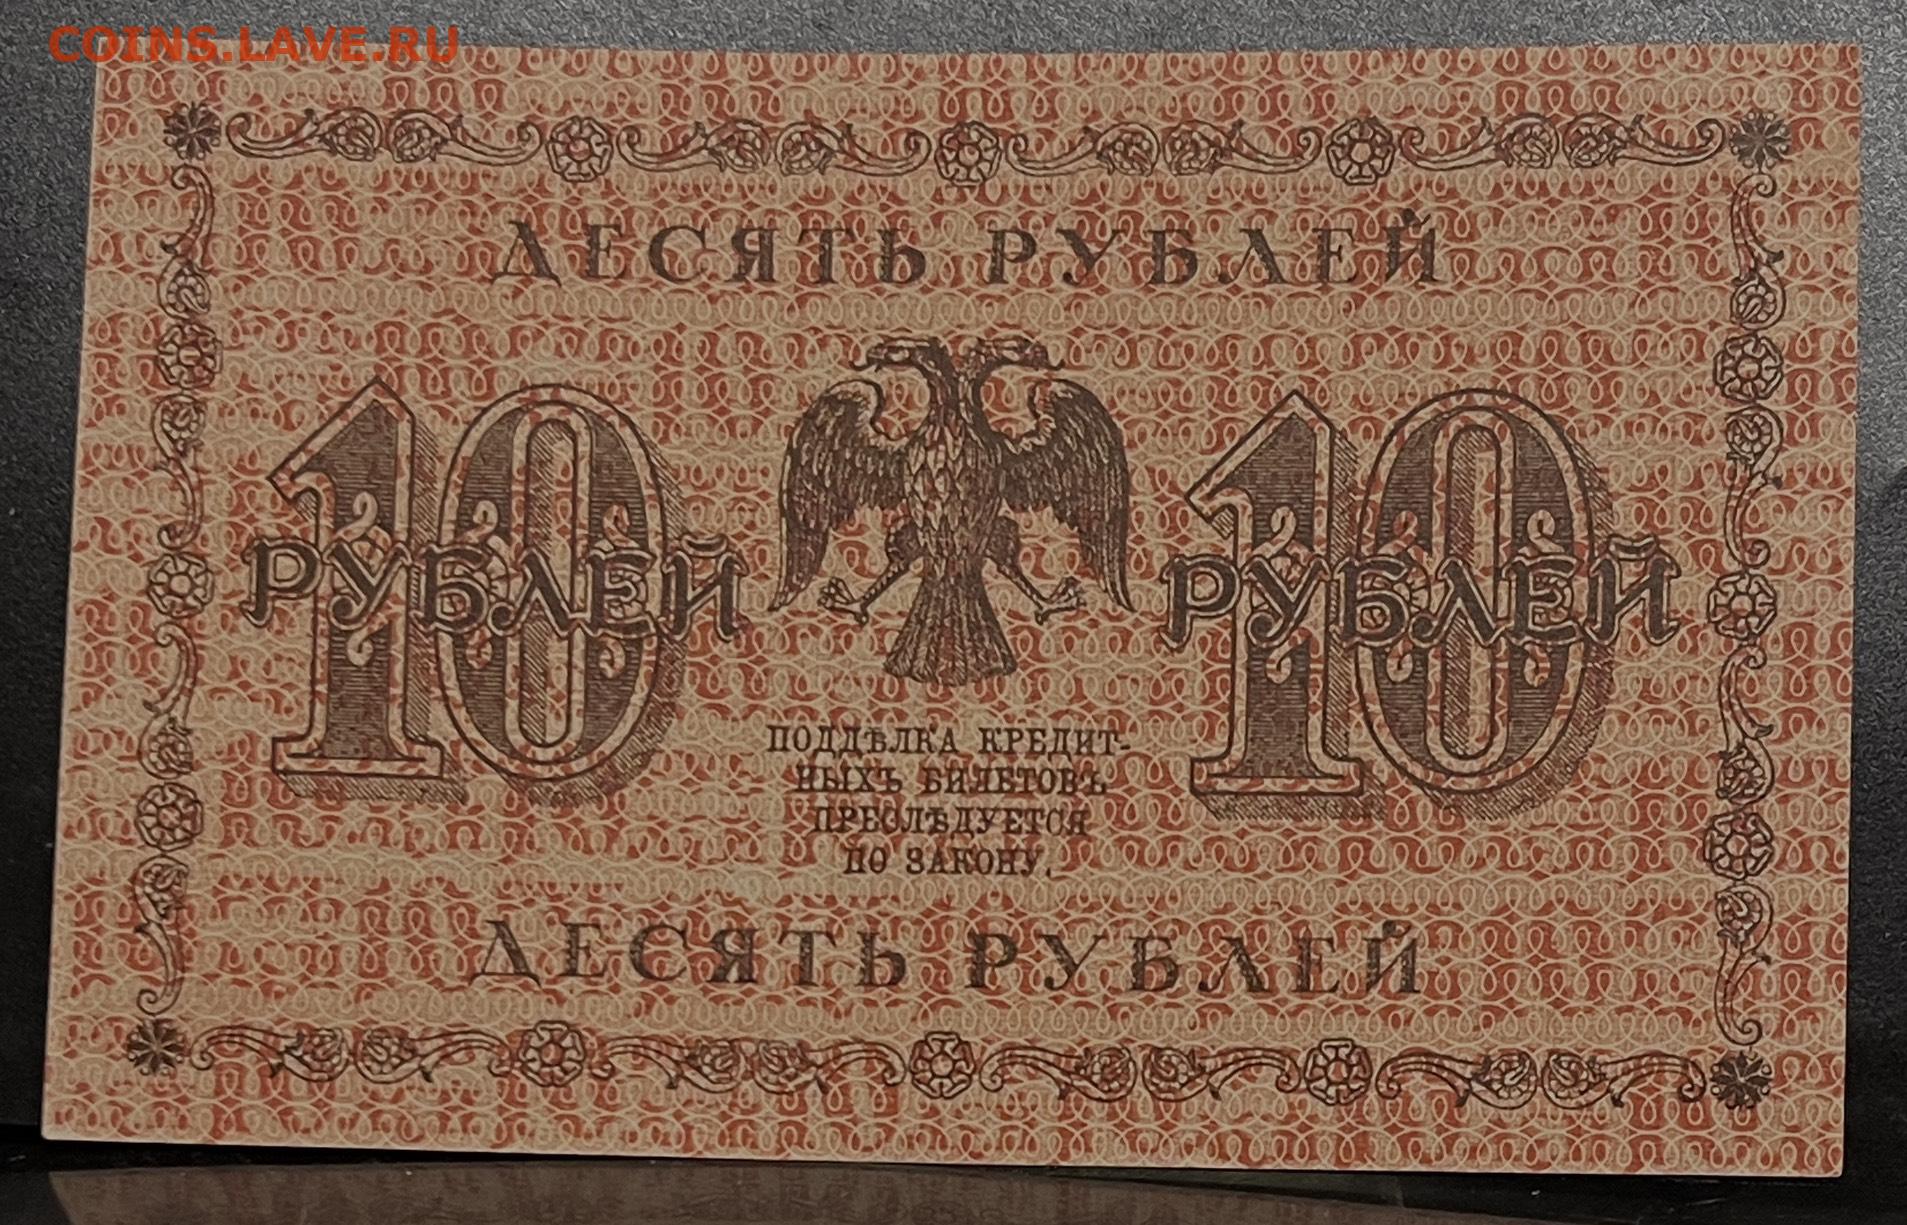 COINS.LAVE.RU
ДЕСЯТЬ РУБЛЕЙ
10 10
РУБЛЕЙ РУБЛЕЙ
ПОДДѢЛКА КРЕДИТ-
НЫХЪ БИЛЕТОВЪ
ПРЕСЛѢДУЕТСЯ
ПО ЗАКОНУ.
ДЕСЯТЬ РУБЛЕЙ